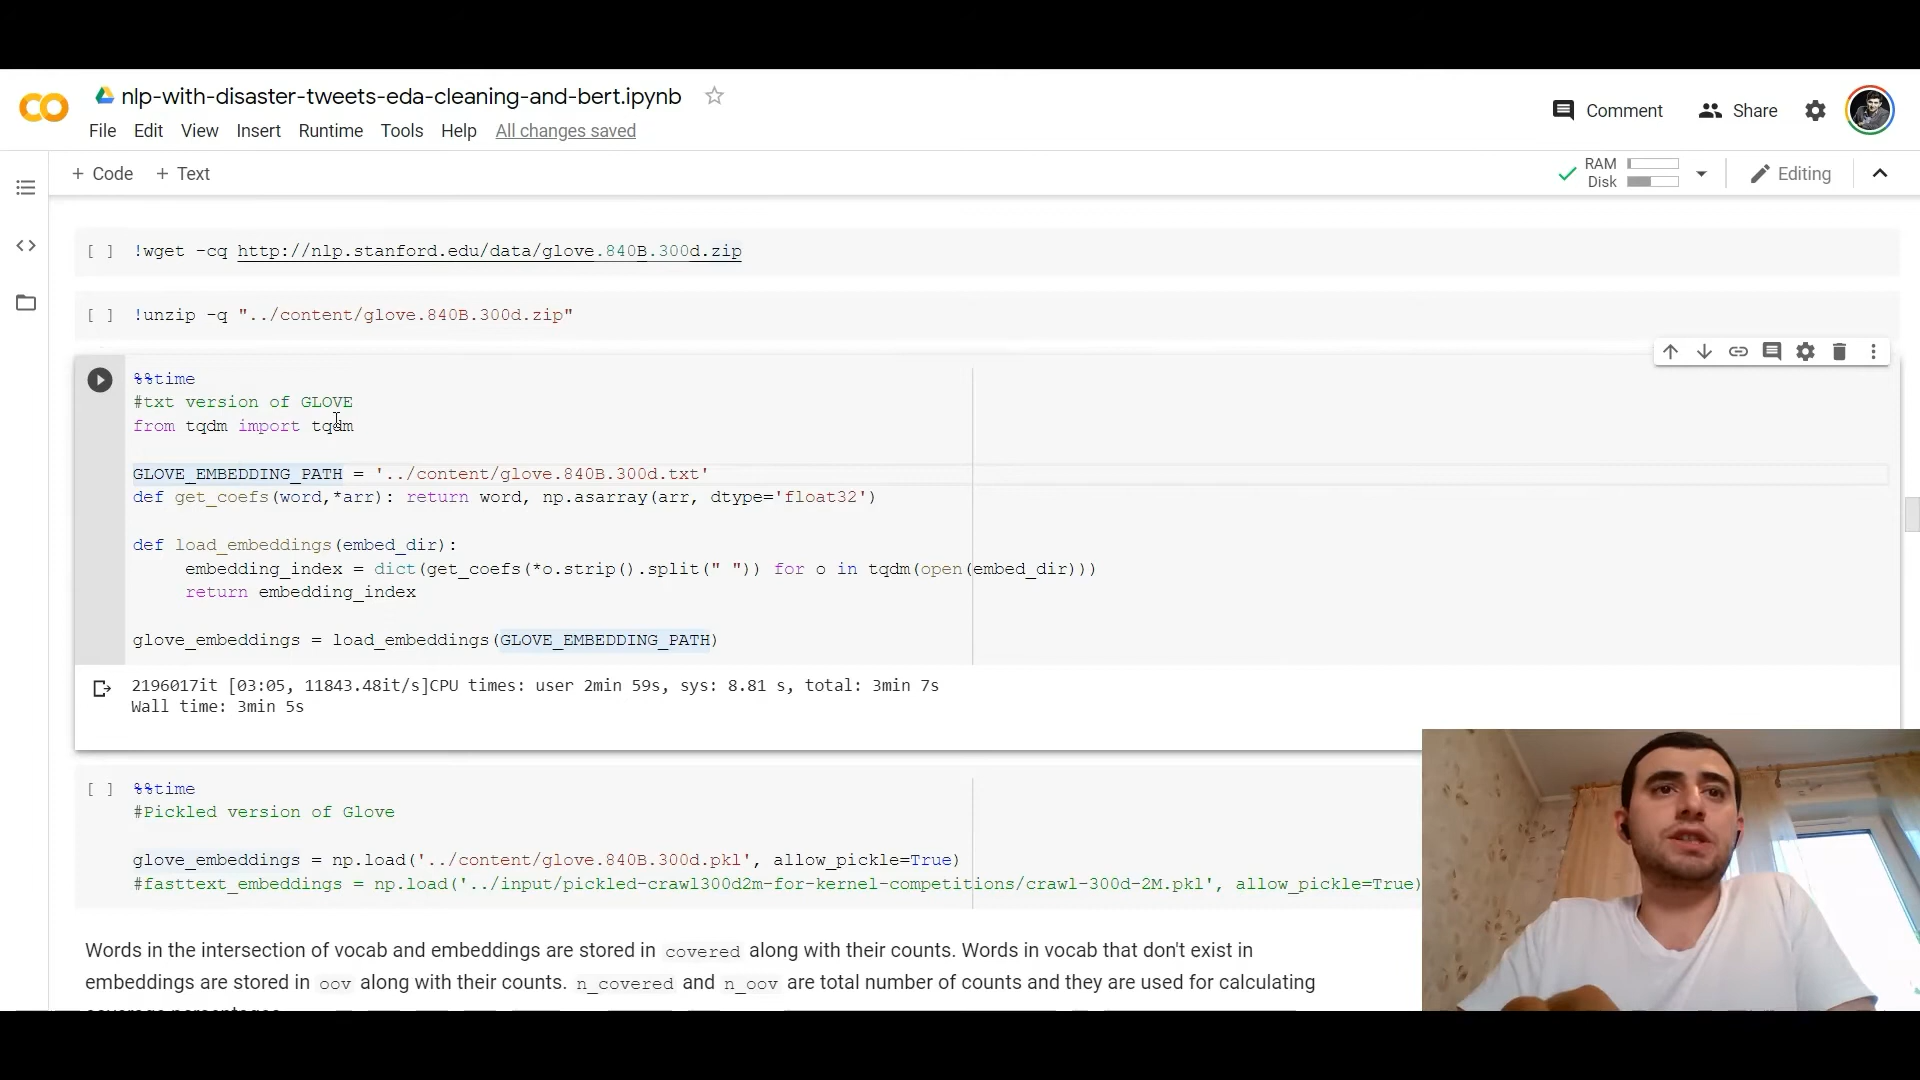 nlp-with-disaster-tweets-eda-cleaning-and-bert.ipynb
Comment
Share
File Edit View Insert Runtime Tools Help All changes saved
+ Code + Text
RAM
Disk
Editing
[ ] !wget -cq http://nlp.stanford.edu/data/glove.840B.300d.zip
[ ] !unzip -q "../content/glove.840B.300d.zip"
%%time
#txt version of GLOVE
from tqdm import tqdm
GLOVE_EMBEDDING_PATH = '../content/glove.840B.300d.txt'
def get_coefs(word,*arr): return word, np.asarray(arr, dtype='float32')
def load_embeddings(embed_dir):
embedding_index = dict(get_coefs(*o.strip().split(" ")) for o in tqdm(open(embed_dir)))
return embedding_index
glove_embeddings = load_embeddings(GLOVE_EMBEDDING_PATH)
2196017it [03:05, 11843.48it/s]CPU times: user 2min 59s, sys: 8.81 s, total: 3min 7s
Wall time: 3min 5s
[ ] %%time
#Pickled version of Glove
glove_embeddings = np.load('../content/glove.840B.300d.pkl', allow_pickle=True)
#fasttext_embeddings = np.load('../input/pickled-crawl300d2m-for-kernel-competitions/crawl-300d-2M.pkl', allow_pickle=True)
Words in the intersection of vocab and embeddings are stored in covered along with their counts. Words in vocab that don't exist in
embeddings are stored in oov along with their counts. n_covered and n_oov are total number of counts and they are used for calculating